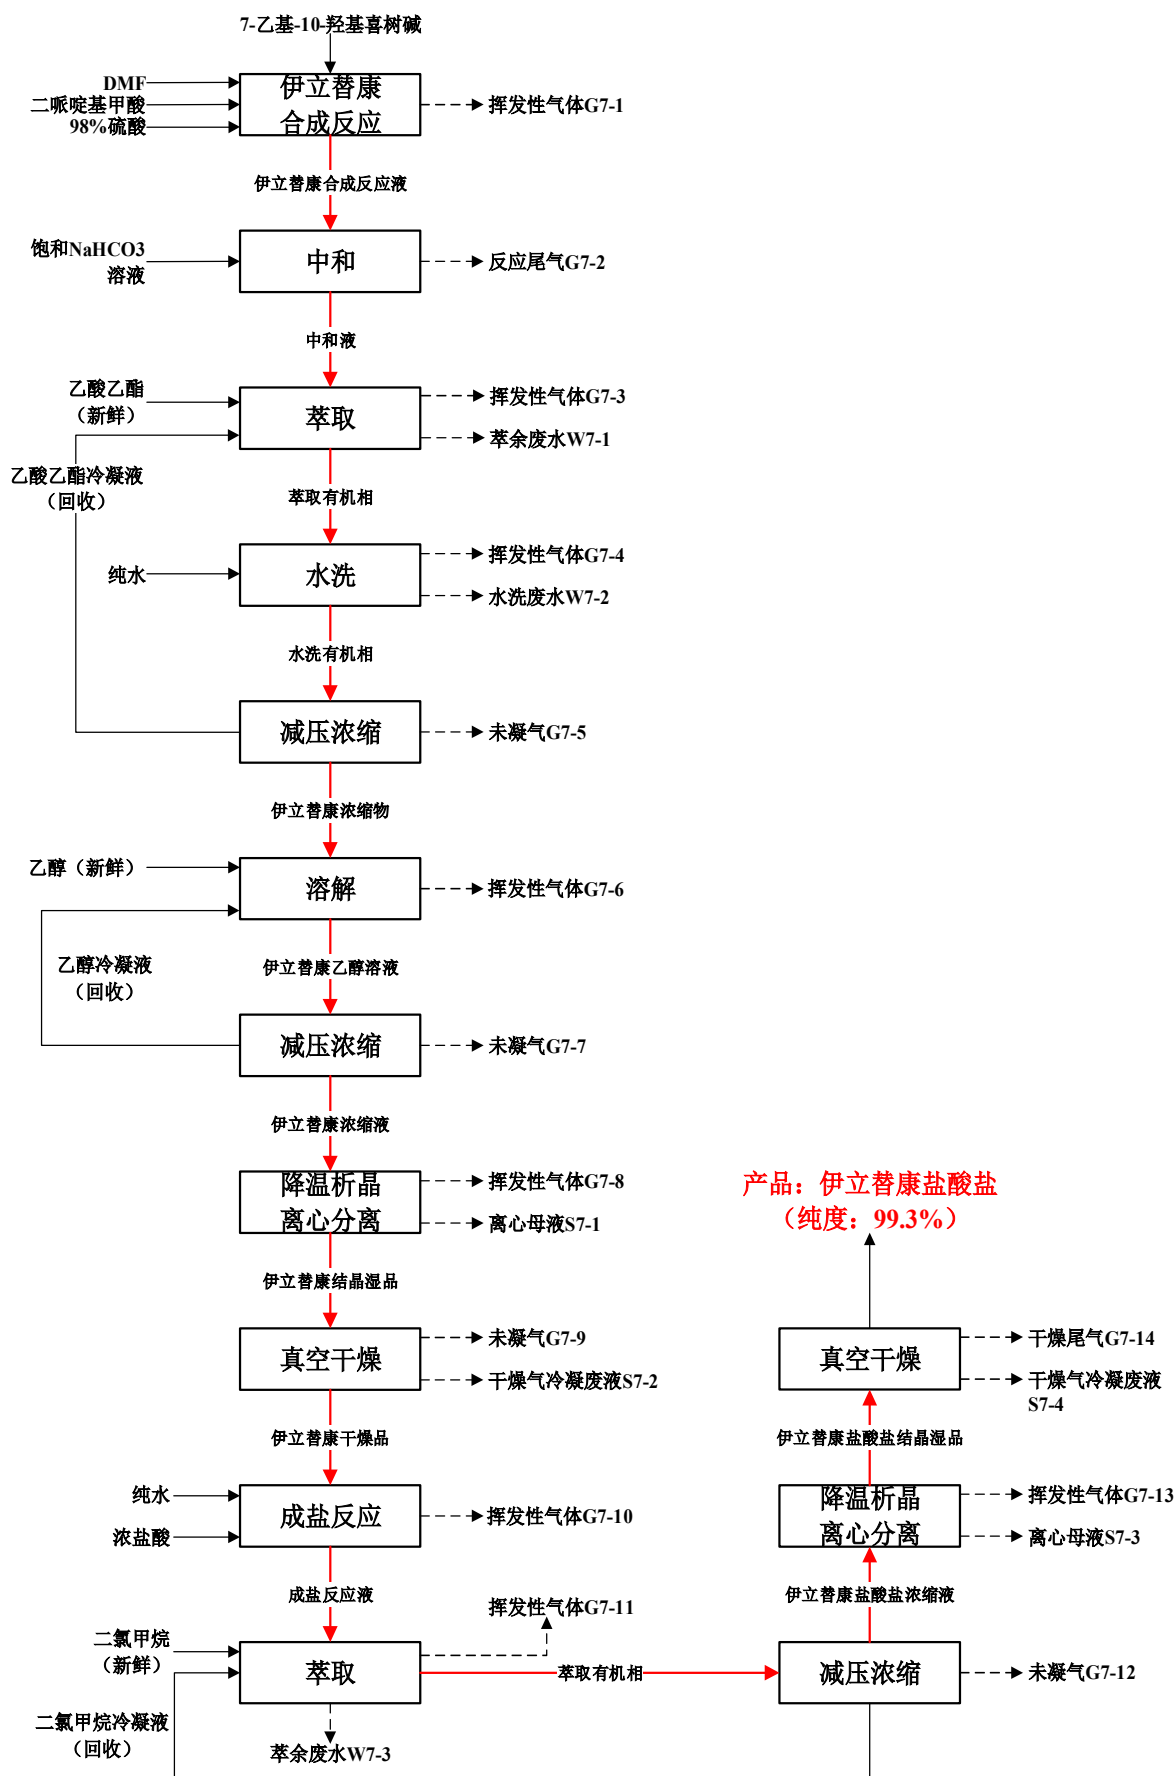 7-乙基-10-羟基喜树碱
DMF
二哌啶基甲酸
98%硫酸
伊立替康
合成反应
挥发性气体G7-1
伊立替康合成反应液
饱和NaHCO3
溶液
中和
反应尾气G7-2
中和液
乙酸乙酯
（新鲜）
萃取
挥发性气体G7-3
萃余废水W7-1
乙酸乙酯冷凝液
（回收）
萃取有机相
纯水
水洗
挥发性气体G7-4
水洗废水W7-2
水洗有机相
减压浓缩
未凝气G7-5
伊立替康浓缩物
乙醇（新鲜）
溶解
挥发性气体G7-6
乙醇冷凝液
（回收）
伊立替康乙醇溶液
减压浓缩
未凝气G7-7
伊立替康浓缩液
降温析晶
离心分离
挥发性气体G7-8
离心母液S7-1
伊立替康结晶湿品
真空干燥
未凝气G7-9
干燥气冷凝废液S7-2
伊立替康干燥品
纯水
浓盐酸
成盐反应
挥发性气体G7-10
成盐反应液
二氯甲烷
（新鲜）
萃取
挥发性气体G7-11
二氯甲烷冷凝液
（回收）
萃余废水W7-3
萃取有机相
减压浓缩
未凝气G7-12
伊立替康盐酸盐浓缩液
降温析晶
离心分离
挥发性气体G7-13
离心母液S7-3
伊立替康盐酸盐结晶湿品
真空干燥
干燥尾气G7-14
干燥气冷凝废液
S7-4
产品：伊立替康盐酸盐
（纯度：99.3%）